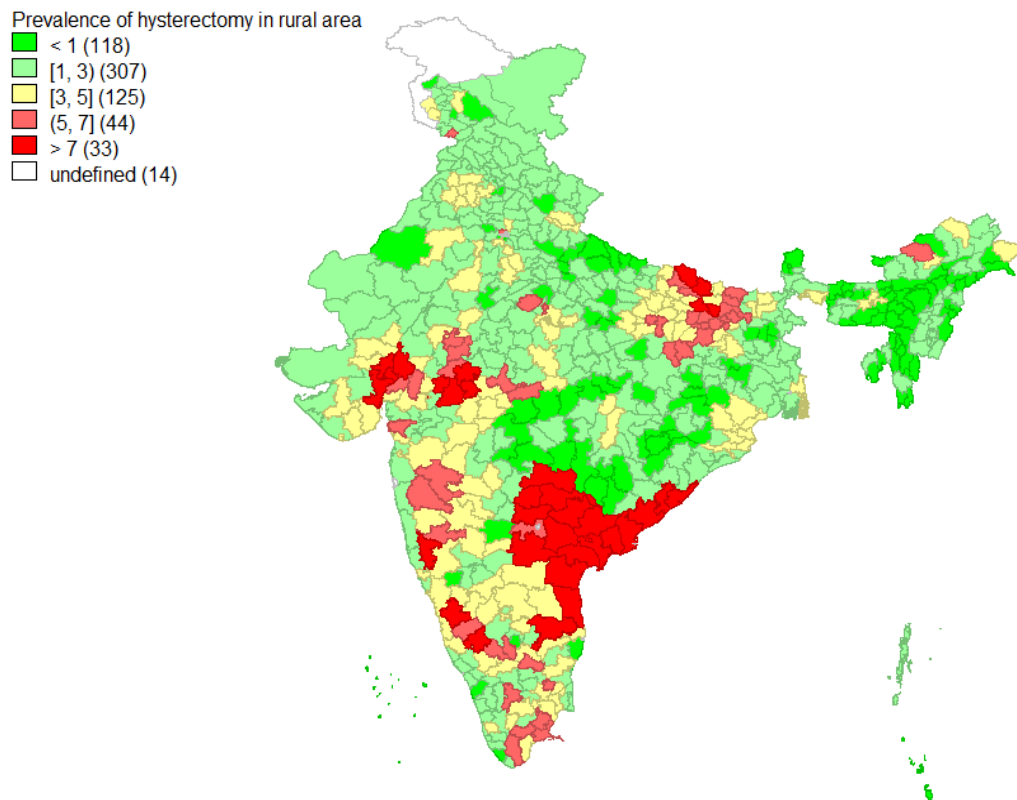 Prevalence of hysterectomy in rural area
< 1 (118)
[1, 3) (307)
[3, 5] (125)
(5, 7] (44)
> 7 (33)
undefined (14)